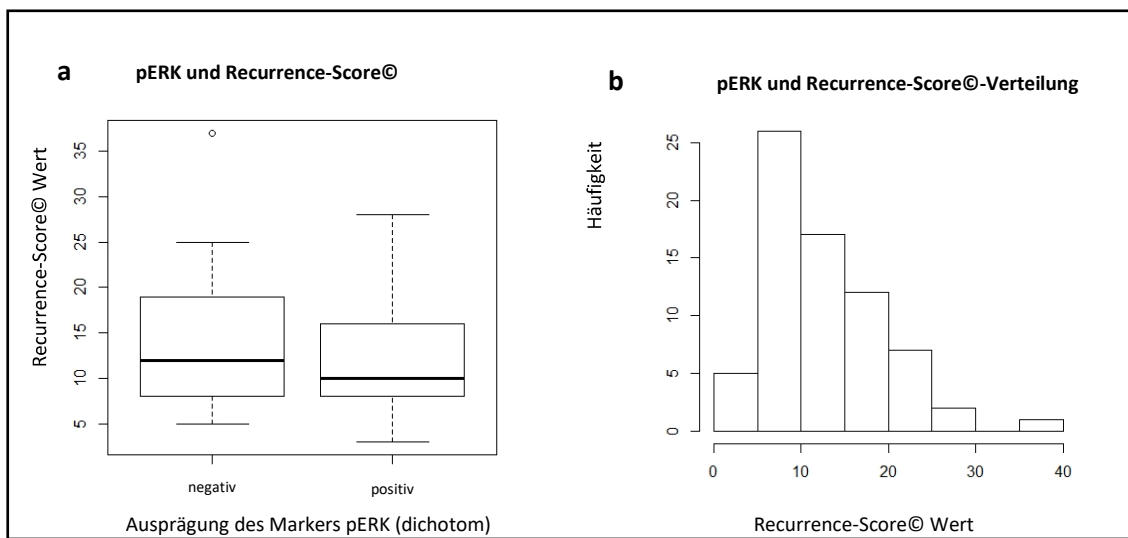 a
pERK und Recurrence-Score©
Recurrence-Score© Wert
35
30
25
20
15
10
5
negativ
positiv
Ausprägung des Markers pERK (dichotom)
b
pERK und Recurrence-Score©-Verteilung
Häufigkeit
25
20
15
10
5
0
0
10
20
30
40
Recurrence-Score© Wert